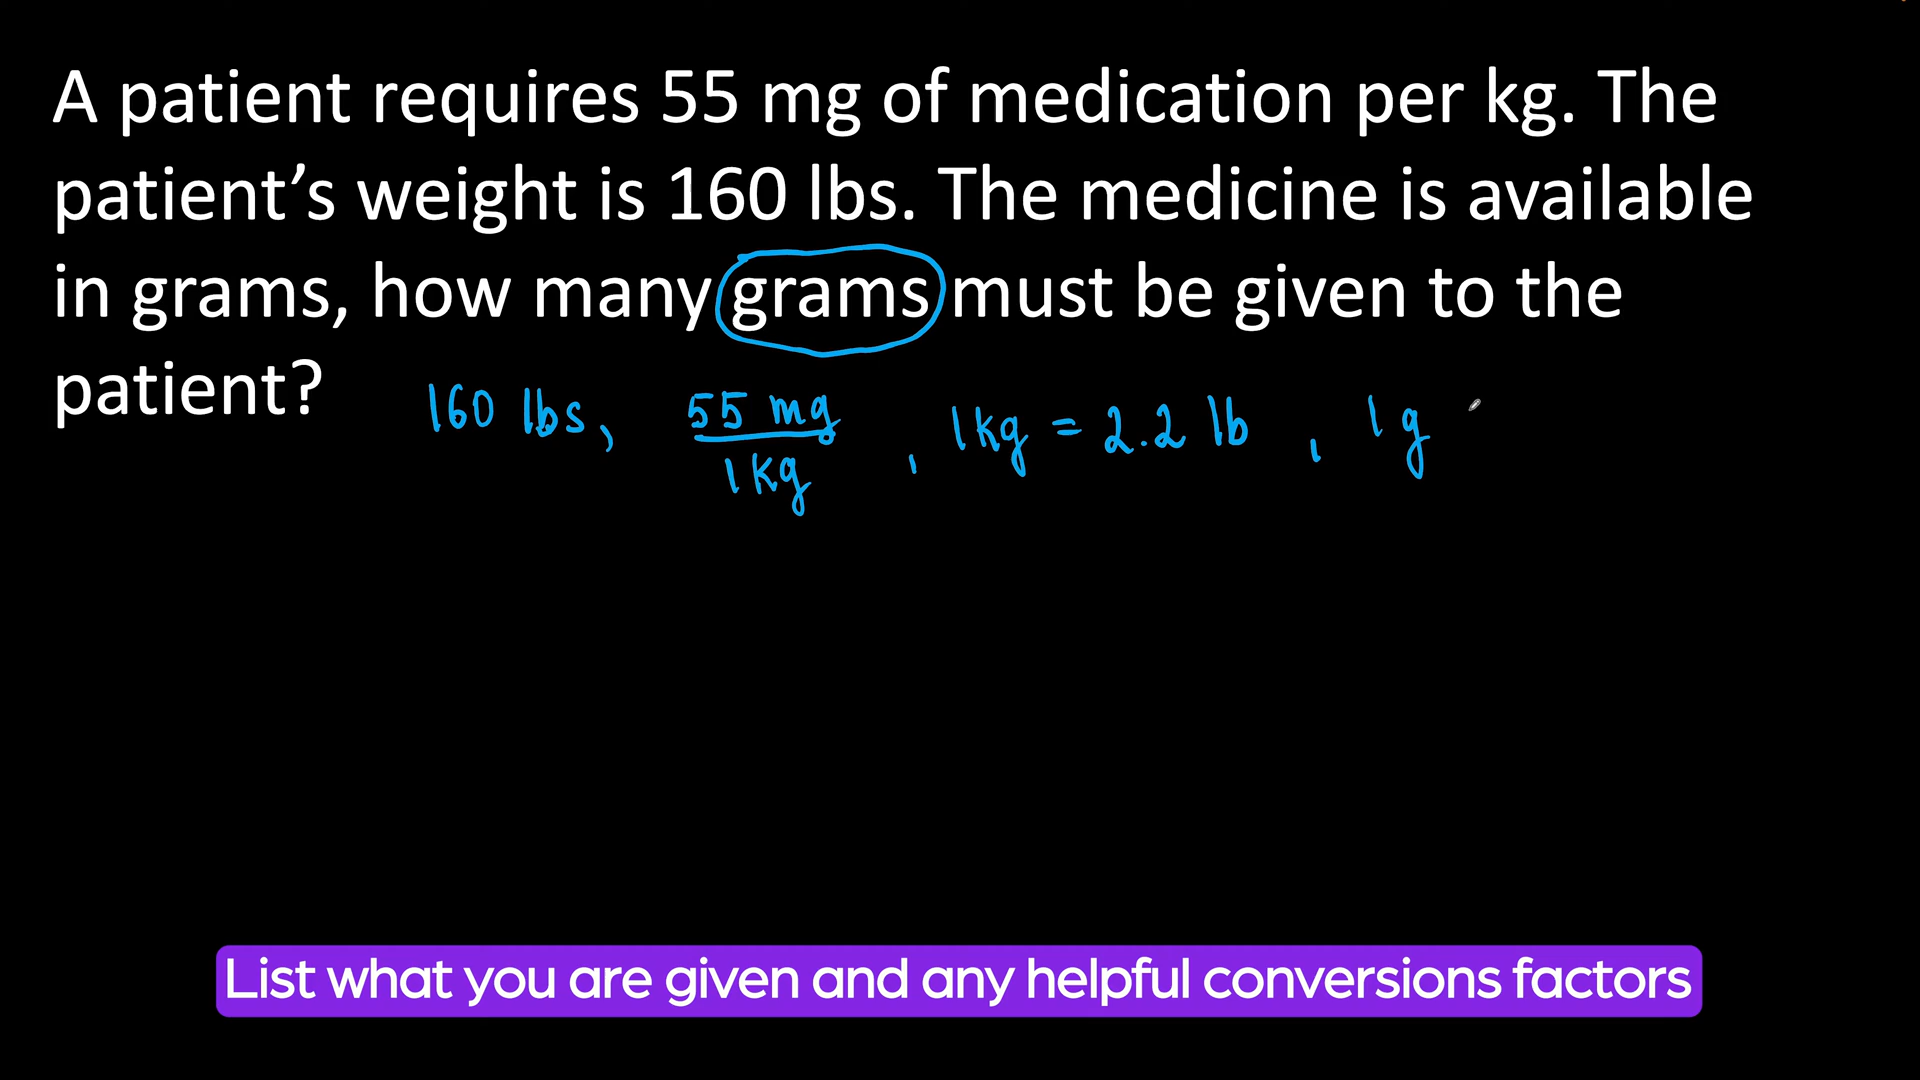 A patient requires 55 mg of medication per kg. The
patient’s weight is 160 lbs. The medicine is available
in grams, how many grams must be given to the
patient?
160 lbs, 55 mg / 1 kg , 1 kg = 2.2 lb , 1 g
List what you are given and any helpful conversions factors